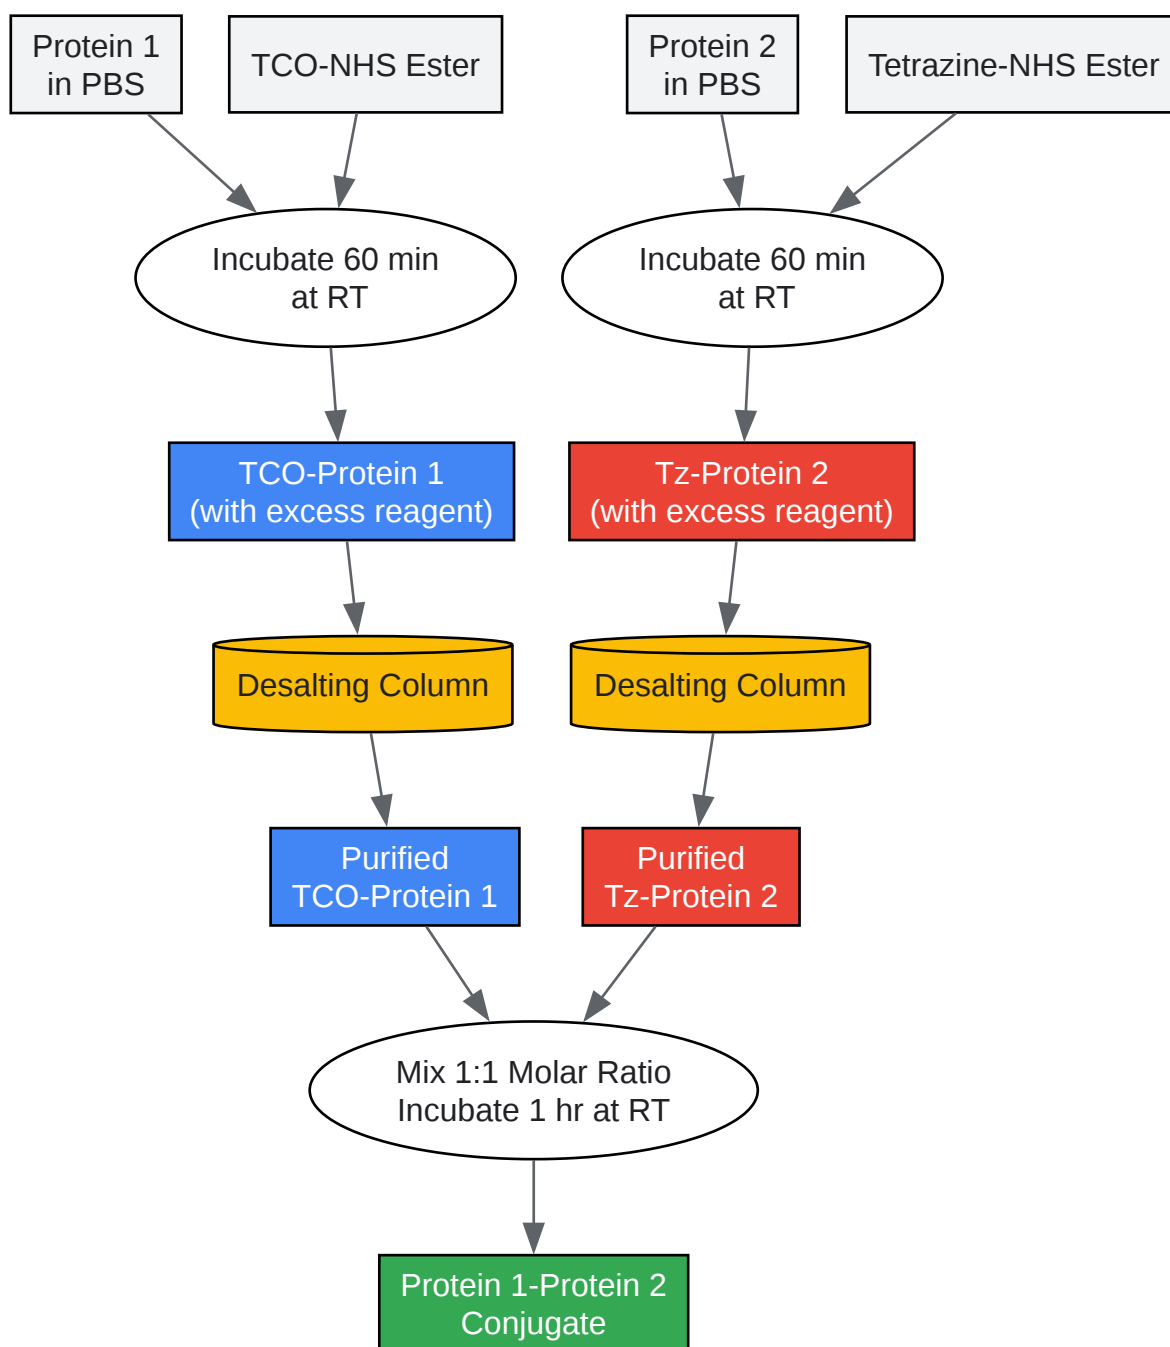 Protein 1
in PBS
TCO-NHS Ester
Protein 2
in PBS
Tetrazine-NHS Ester
Incubate 60 min
at RT
Incubate 60 min
at RT
TCO-Protein 1
(with excess reagent)
Tz-Protein 2
(with excess reagent)
Desalting Column
Desalting Column
Purified
TCO-Protein 1
Purified
Tz-Protein 2
Mix 1:1 Molar Ratio
Incubate 1 hr at RT
Protein 1-Protein 2
Conjugate